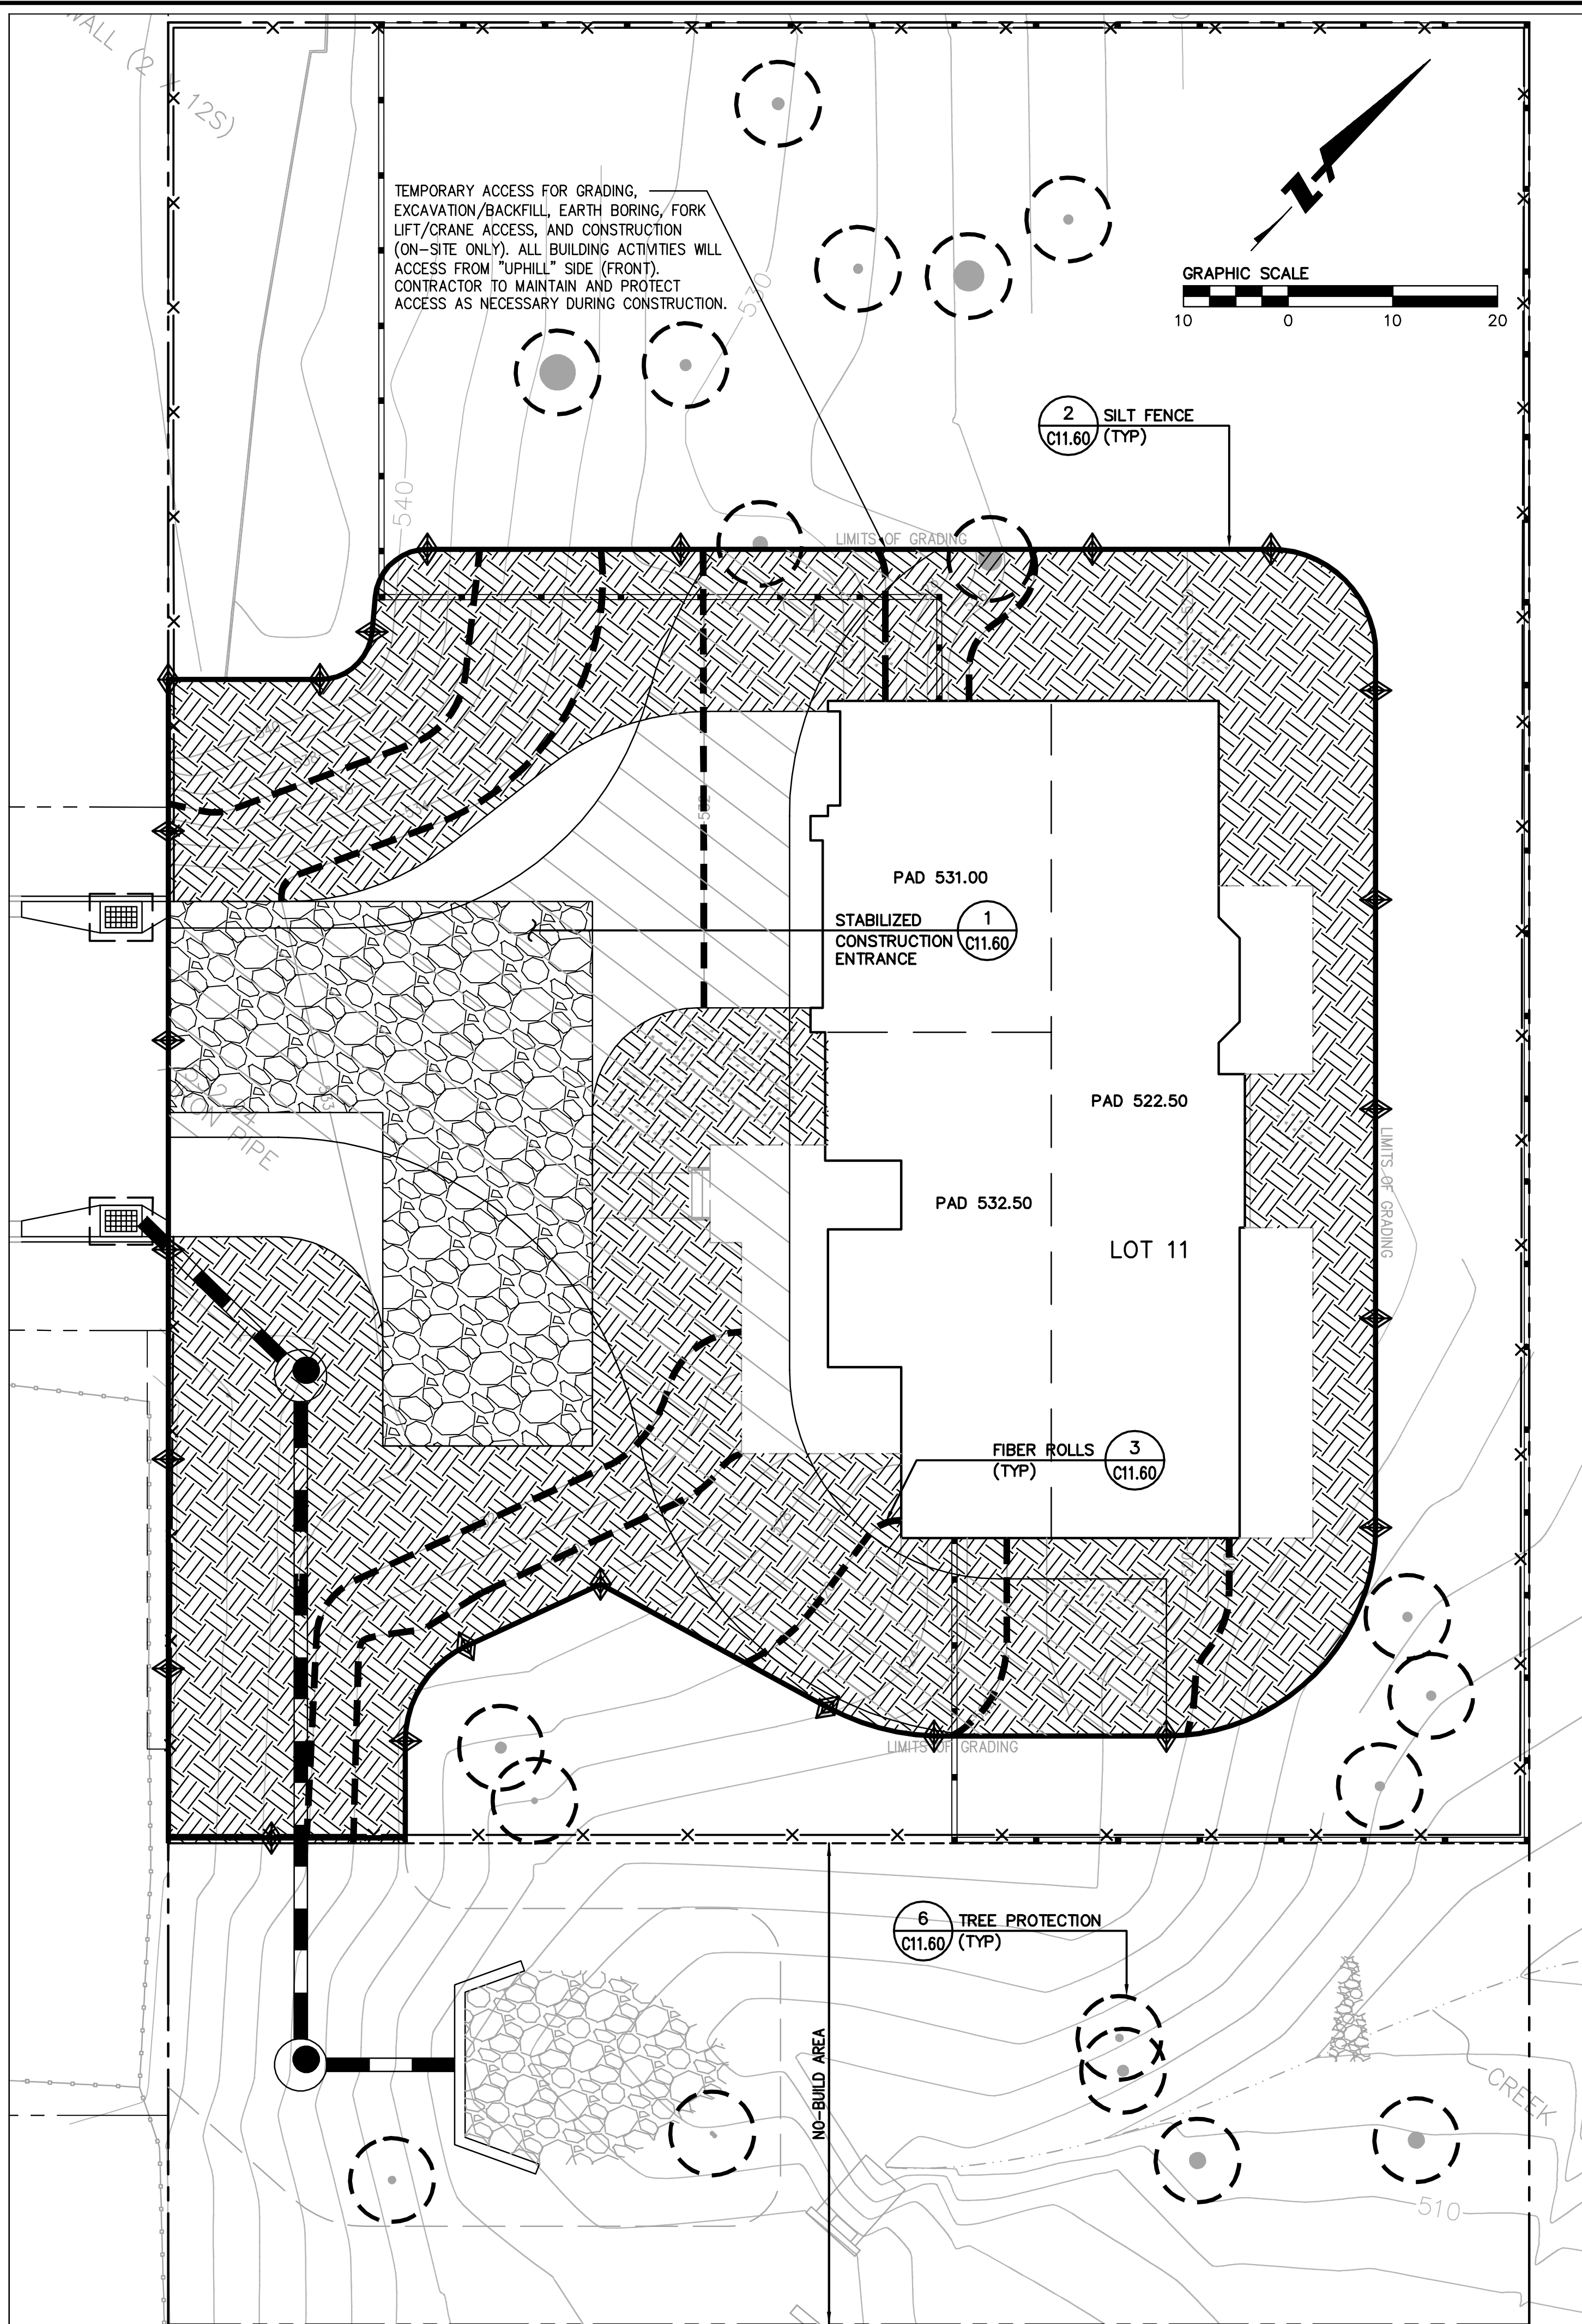 WALL (2 X 12S)
TEMPORARY ACCESS FOR GRADING,
EXCAVATION/BACKFILL, EARTH BORING, FORK
LIFT/CRANE ACCESS, AND CONSTRUCTION
(ON-SITE ONLY). ALL BUILDING ACTIVITIES WILL
ACCESS FROM "UPHILL" SIDE (FRONT).
CONTRACTOR TO MAINTAIN AND PROTECT
ACCESS AS NECESSARY DURING CONSTRUCTION.
N
GRAPHIC SCALE
10 0 10 20
530
540
2
C11.60
SILT FENCE
(TYP)
LIMITS OF GRADING
540
532
PAD 531.00
STABILIZED
CONSTRUCTION
ENTRANCE
1
C11.60
533
IRON PIPE
PAD 522.50
PAD 532.50
LOT 11
LIMITS OF GRADING
FIBER ROLLS
(TYP)
3
C11.60
LIMITS OF GRADING
6
C11.60
TREE PROTECTION
(TYP)
NO-BUILD AREA
CREEK
510